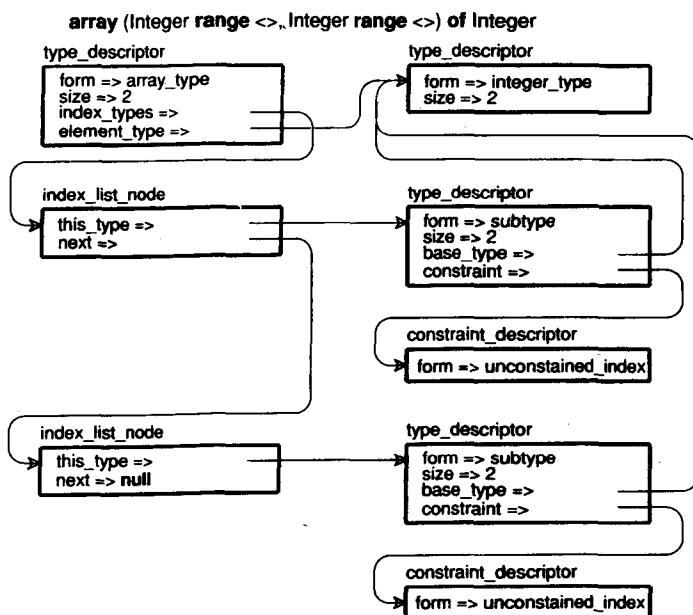 array (Integer range <>, Integer range <>) of Integer
type_descriptor
form => array_type
size => 2
index_types =>
element_type =>
type_descriptor
form => integer_type
size => 2
index_list_node
this_type =>
next =>
type_descriptor
form => subtype
size => 2
base_type =>
constraint =>
constraint_descriptor
form => unconstained_index
index_list_node
this_type =>
next => null
type_descriptor
form => subtype
size => 2
base_type =>
constraint =>
constraint_descriptor
form => unconstained_index